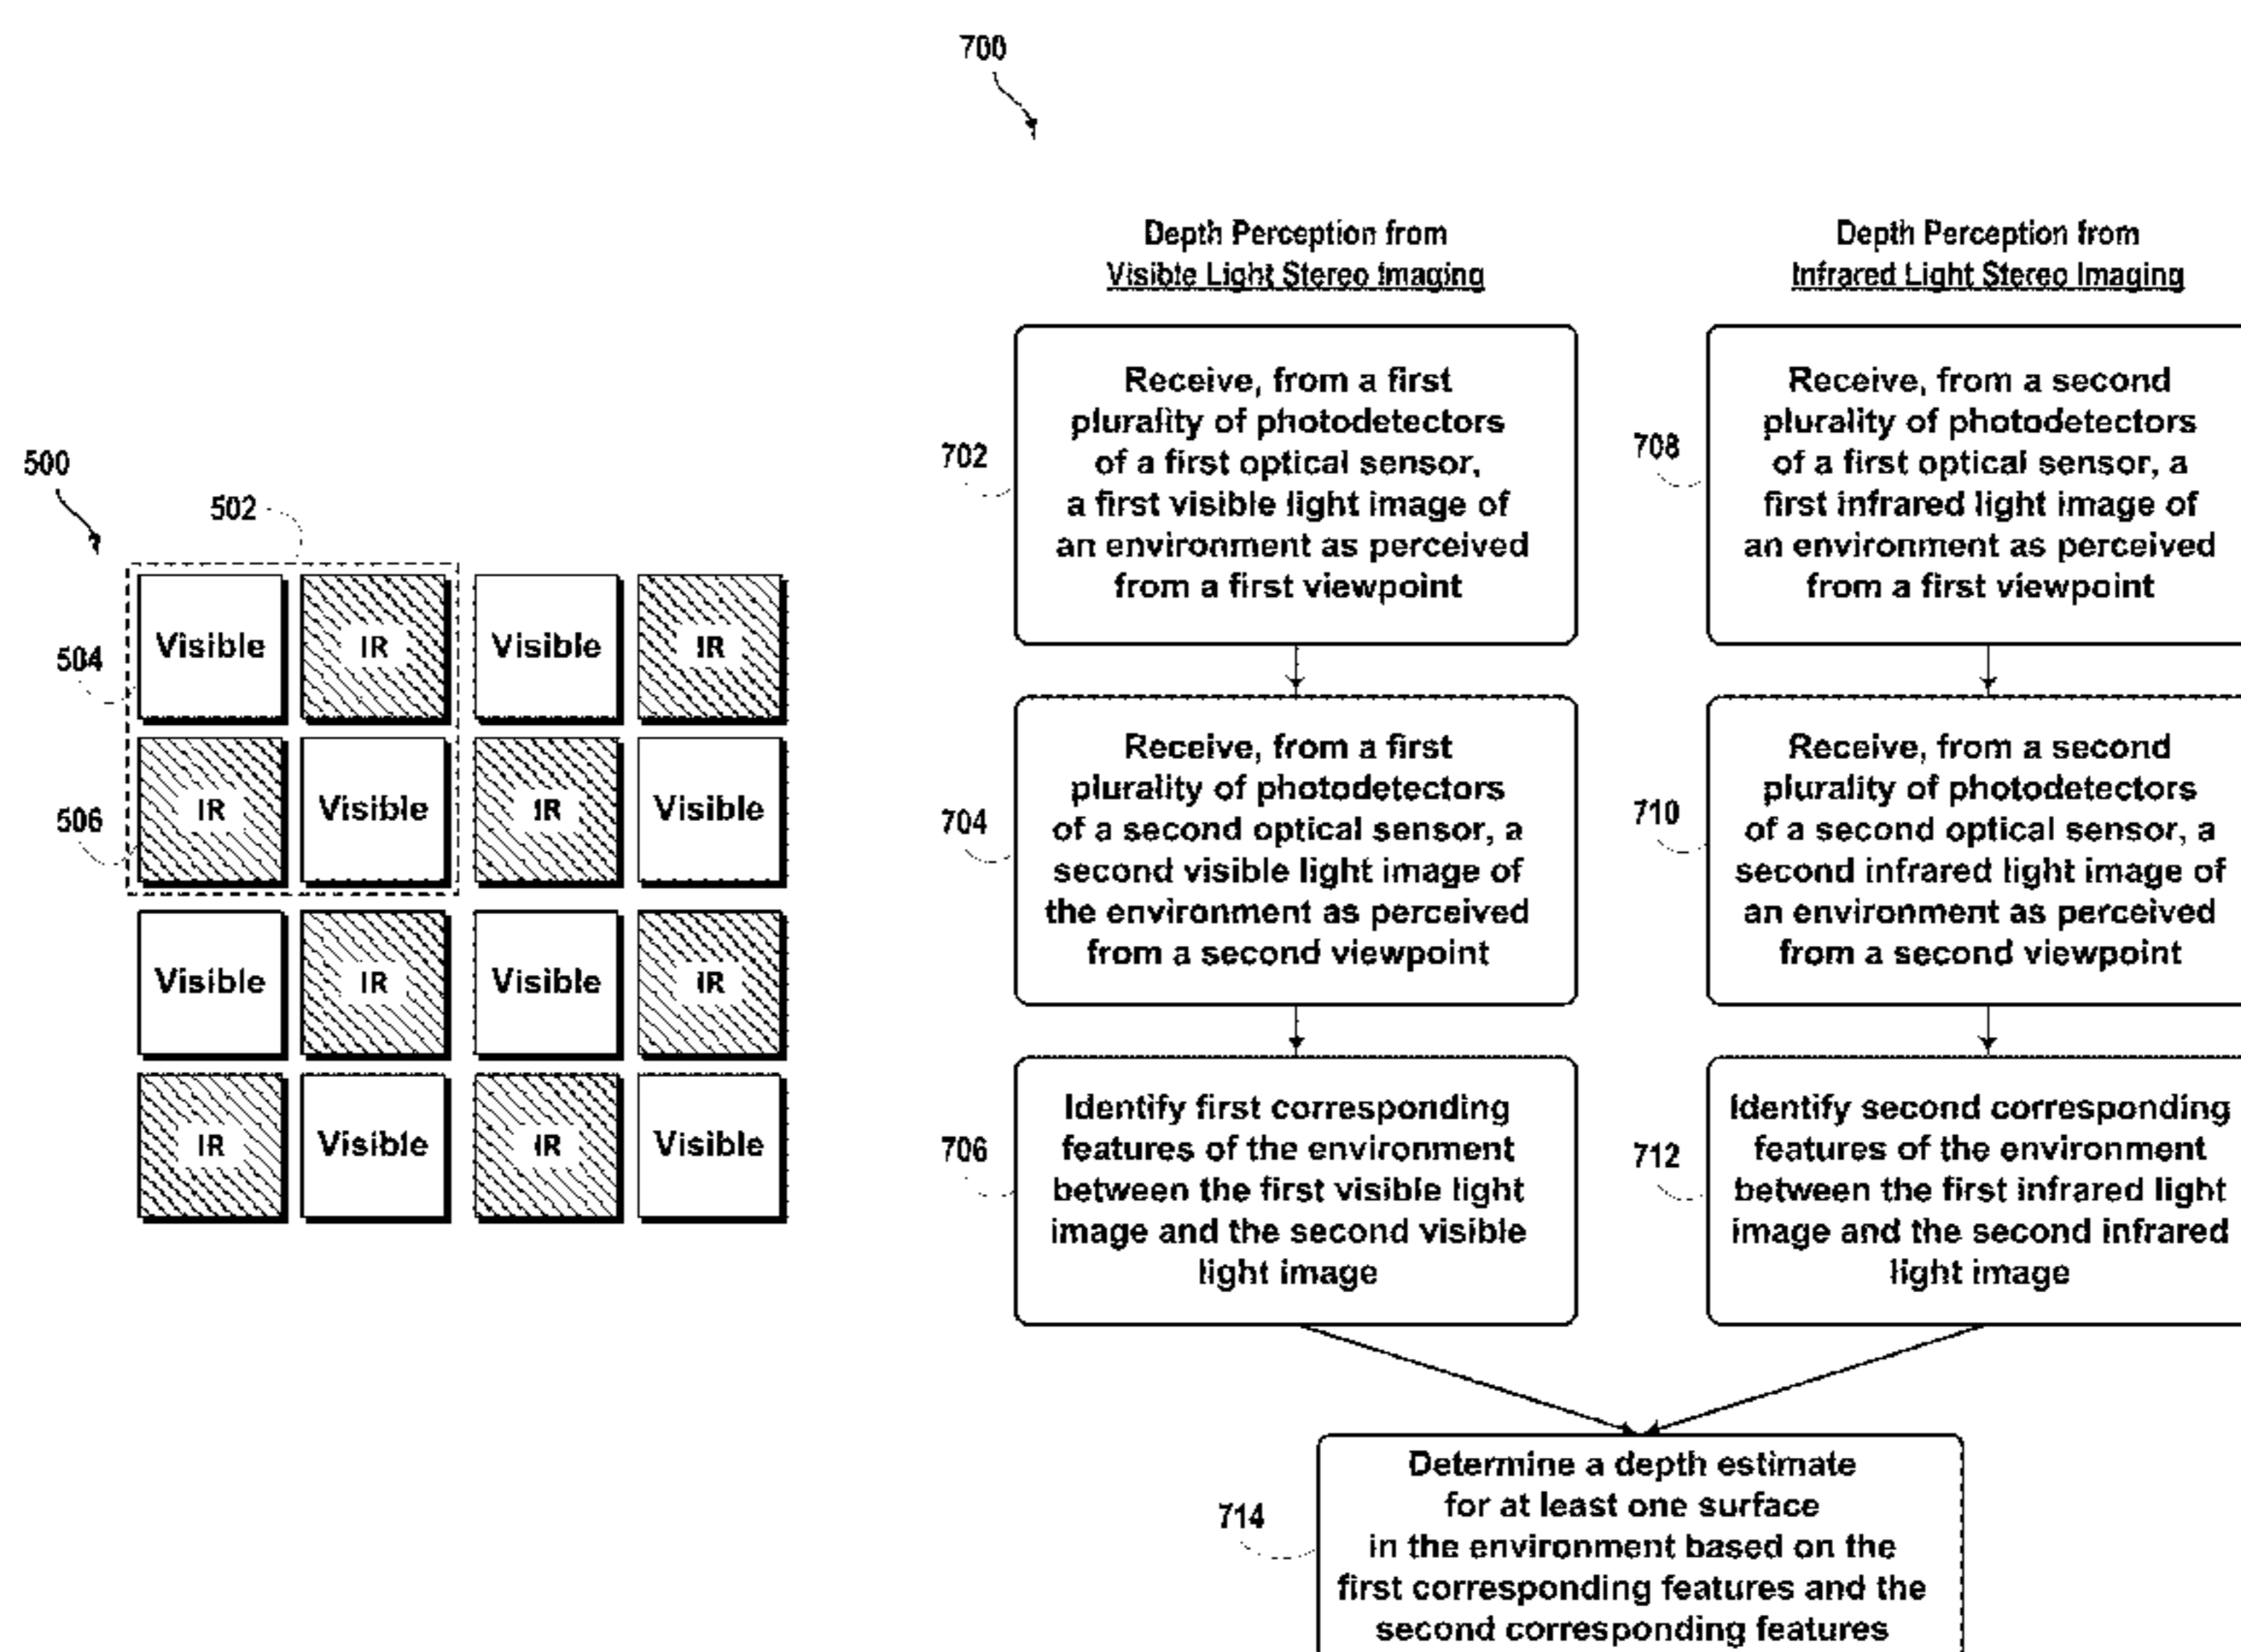 500
502
504
506
Visible IR Visible IR
IR Visible IR Visible
Visible IR Visible IR
IR Visible IR Visible
700
Depth Perception from
Visible Light Stereo Imaging
702
Receive, from a first
plurality of photodetectors
of a first optical sensor,
a first visible light image of
an environment as perceived
from a first viewpoint
704
Receive, from a first
plurality of photodetectors
of a second optical sensor, a
second visible light image of
the environment as perceived
from a second viewpoint
706
Identify first corresponding
features of the environment
between the first visible light
image and the second visible
light image
Depth Perception from
Infrared Light Stereo Imaging
708
Receive, from a second
plurality of photodetectors
of a first optical sensor, a
first infrared light image of
an environment as perceived
from a first viewpoint
710
Receive, from a second
plurality of photodetectors
of a second optical sensor, a
second infrared light image of
an environment as perceived
from a second viewpoint
712
Identify second corresponding
features of the environment
between the first infrared light
image and the second infrared
light image
714
Determine a depth estimate
for at least one surface
in the environment based on the
first corresponding features and the
second corresponding features